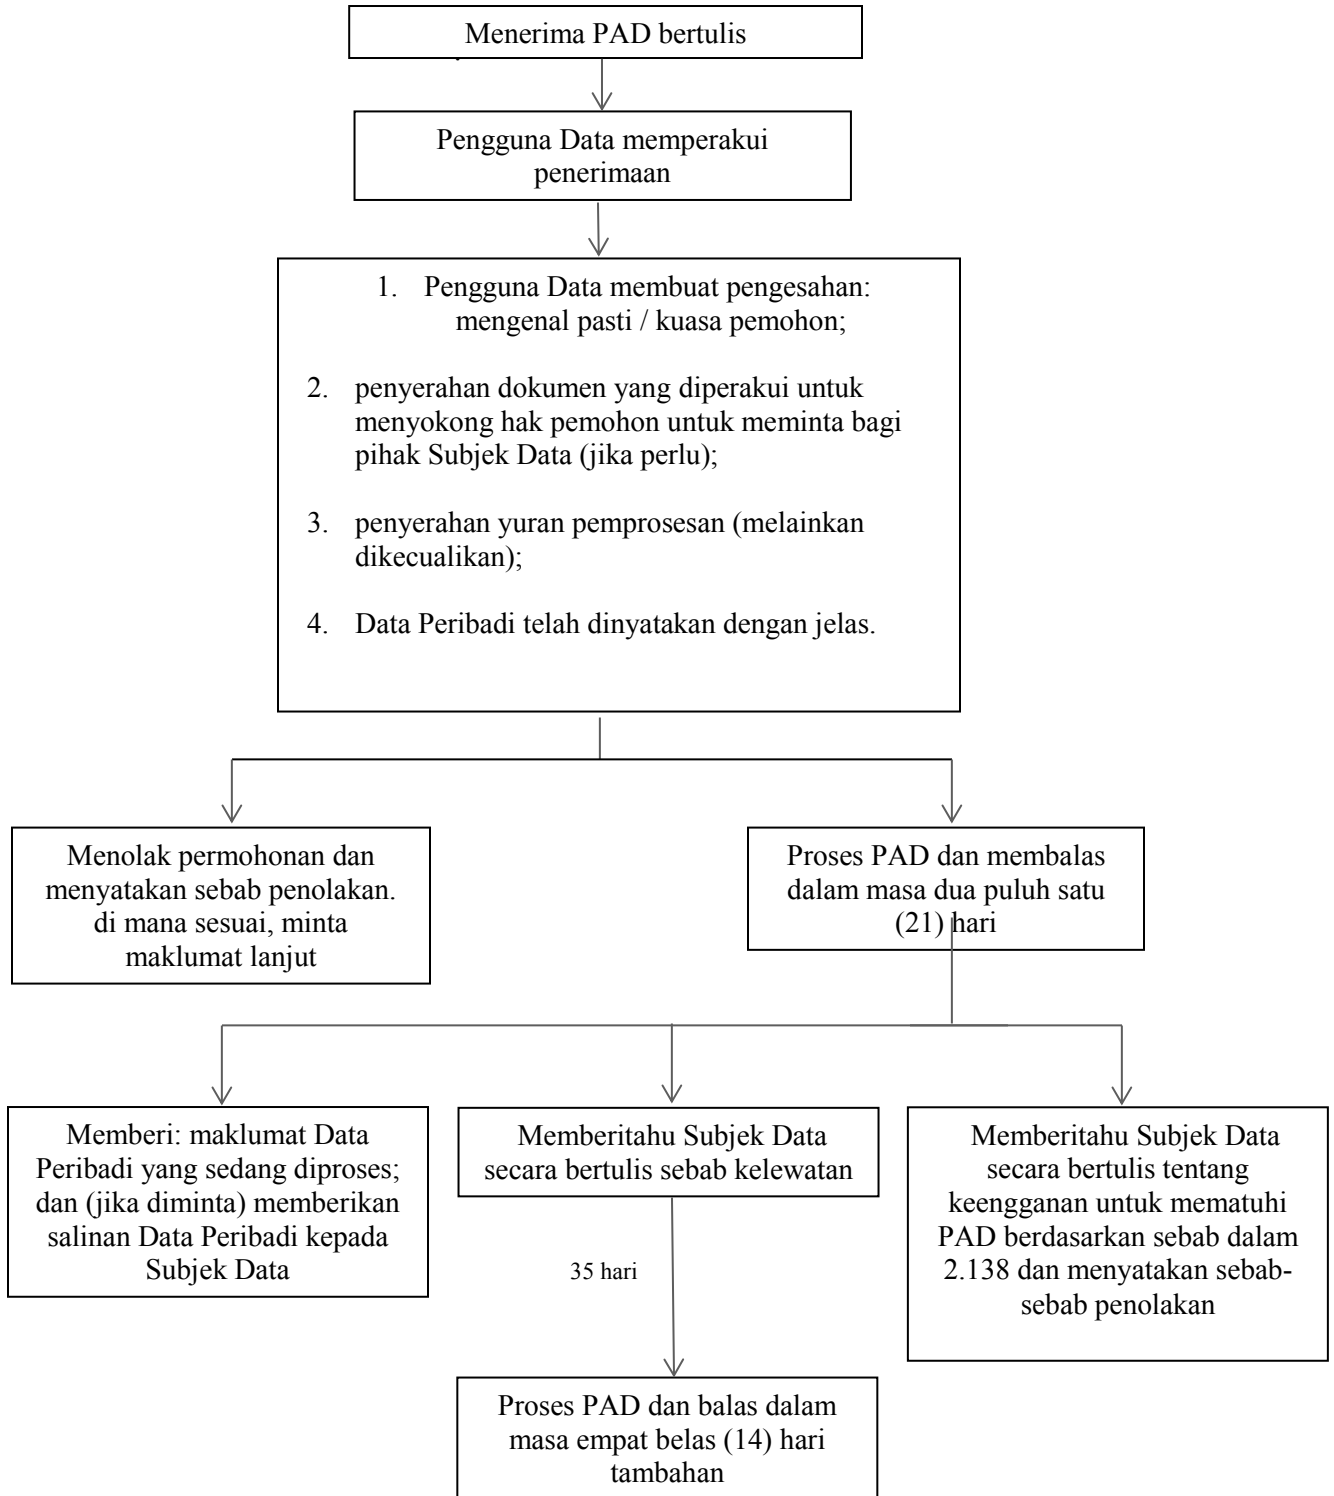 Menerima PAD bertulis
Pengguna Data memperakui
penerimaan
1. Pengguna Data membuat pengesahan:
mengenal pasti / kuasa pemohon;
2. penyerahan dokumen yang diperakui untuk
menyokong hak pemohon untuk meminta bagi
pihak Subjek Data (jika perlu);
3. penyerahan yuran pemprosesan (melainkan
dikecualikan);
4. Data Peribadi telah dinyatakan dengan jelas.
Menolak permohonan dan
menyatakan sebab penolakan.
di mana sesuai, minta
maklumat lanjut
Proses PAD dan membalas
dalam masa dua puluh satu
(21) hari
Memberi: maklumat Data
Peribadi yang sedang diproses;
dan (jika diminta) memberikan
salinan Data Peribadi kepada
Subjek Data
Memberitahu Subjek Data
secara bertulis sebab kelewatan
Memberitahu Subjek Data
secara bertulis tentang
keengganan untuk mematuhi
PAD berdasarkan sebab dalam
2.138 dan menyatakan sebab-
sebab penolakan
35 hari
Proses PAD dan balas dalam
masa empat belas (14) hari
tambahan